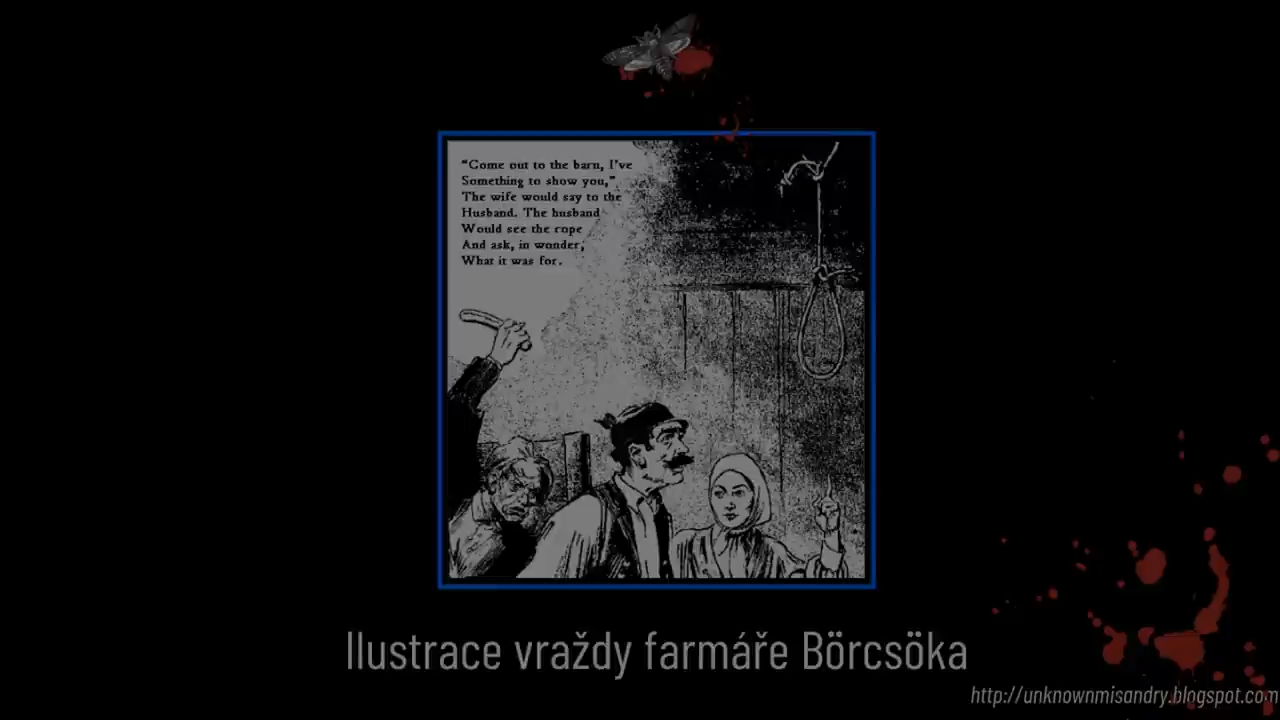 “Come out to the barn, I’ve
Something to show you,”
The wife would say to the
Husband. The husband
Would see the rope
And ask, in wonder,
What it was for.
Ilustrace vraždy farmáře Börcsöka
http://unknownmisandry.blogspot.com